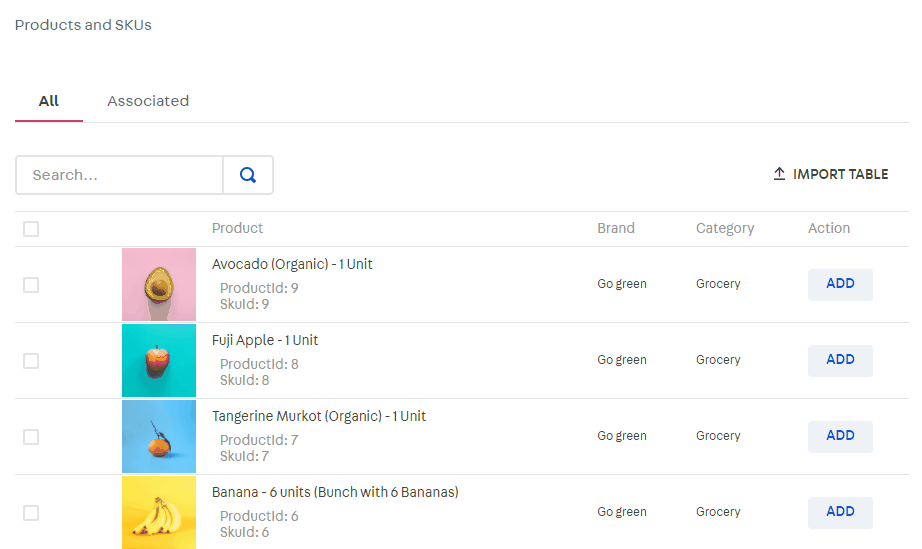 Products and SKUs
All Associated
Search...
IMPORT TABLE
Product Brand Category Action
Avocado (Organic) - 1 Unit
ProductId: 9
SkuId: 9
Go green Grocery ADD
Fuji Apple - 1 Unit
ProductId: 8
SkuId: 8
Go green Grocery ADD
Tangerine Murkot (Organic) - 1 Unit
ProductId: 7
SkuId: 7
Go green Grocery ADD
Banana - 6 units (Bunch with 6 Bananas)
ProductId: 6
SkuId: 6
Go green Grocery ADD